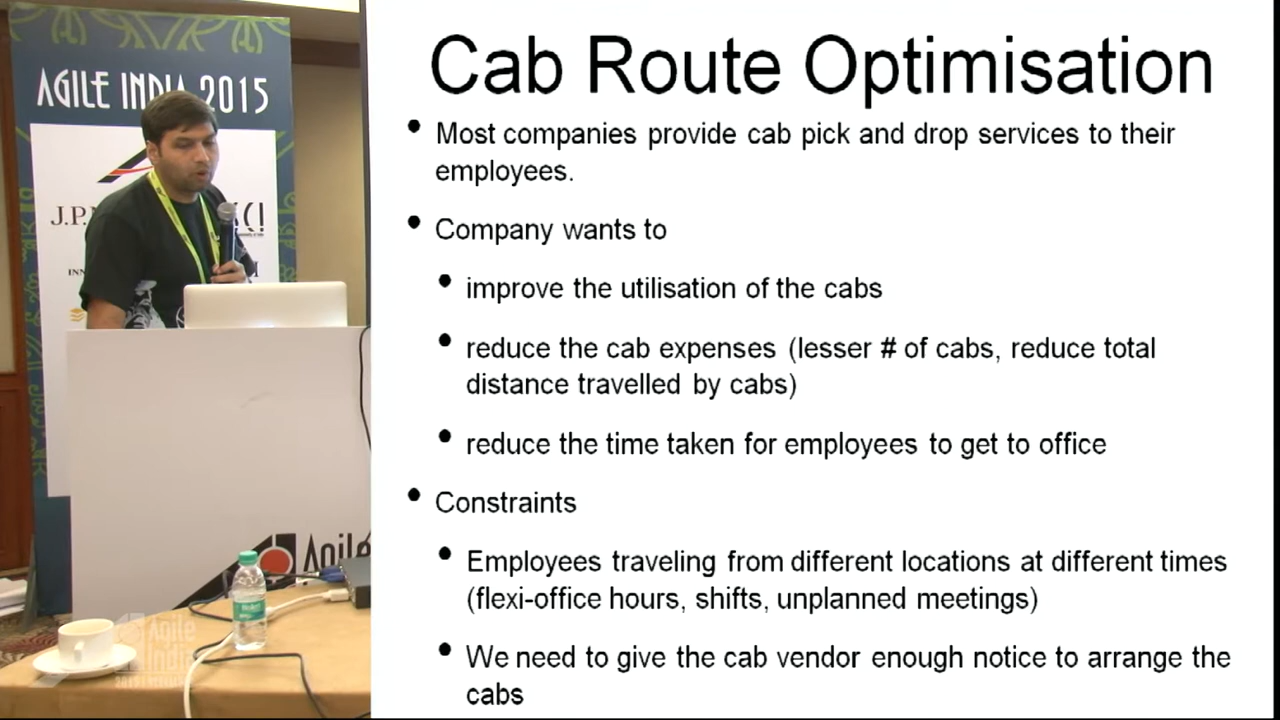 AGILE INDIA 2015
J.P.
INN
Agile
Agile
India
Cab Route Optimisation
• Most companies provide cab pick and drop services to their
employees.
• Company wants to
• improve the utilisation of the cabs
• reduce the cab expenses (lesser # of cabs, reduce total
distance travelled by cabs)
• reduce the time taken for employees to get to office
• Constraints
• Employees traveling from different locations at different times
(flexi-office hours, shifts, unplanned meetings)
• We need to give the cab vendor enough notice to arrange the
cabs